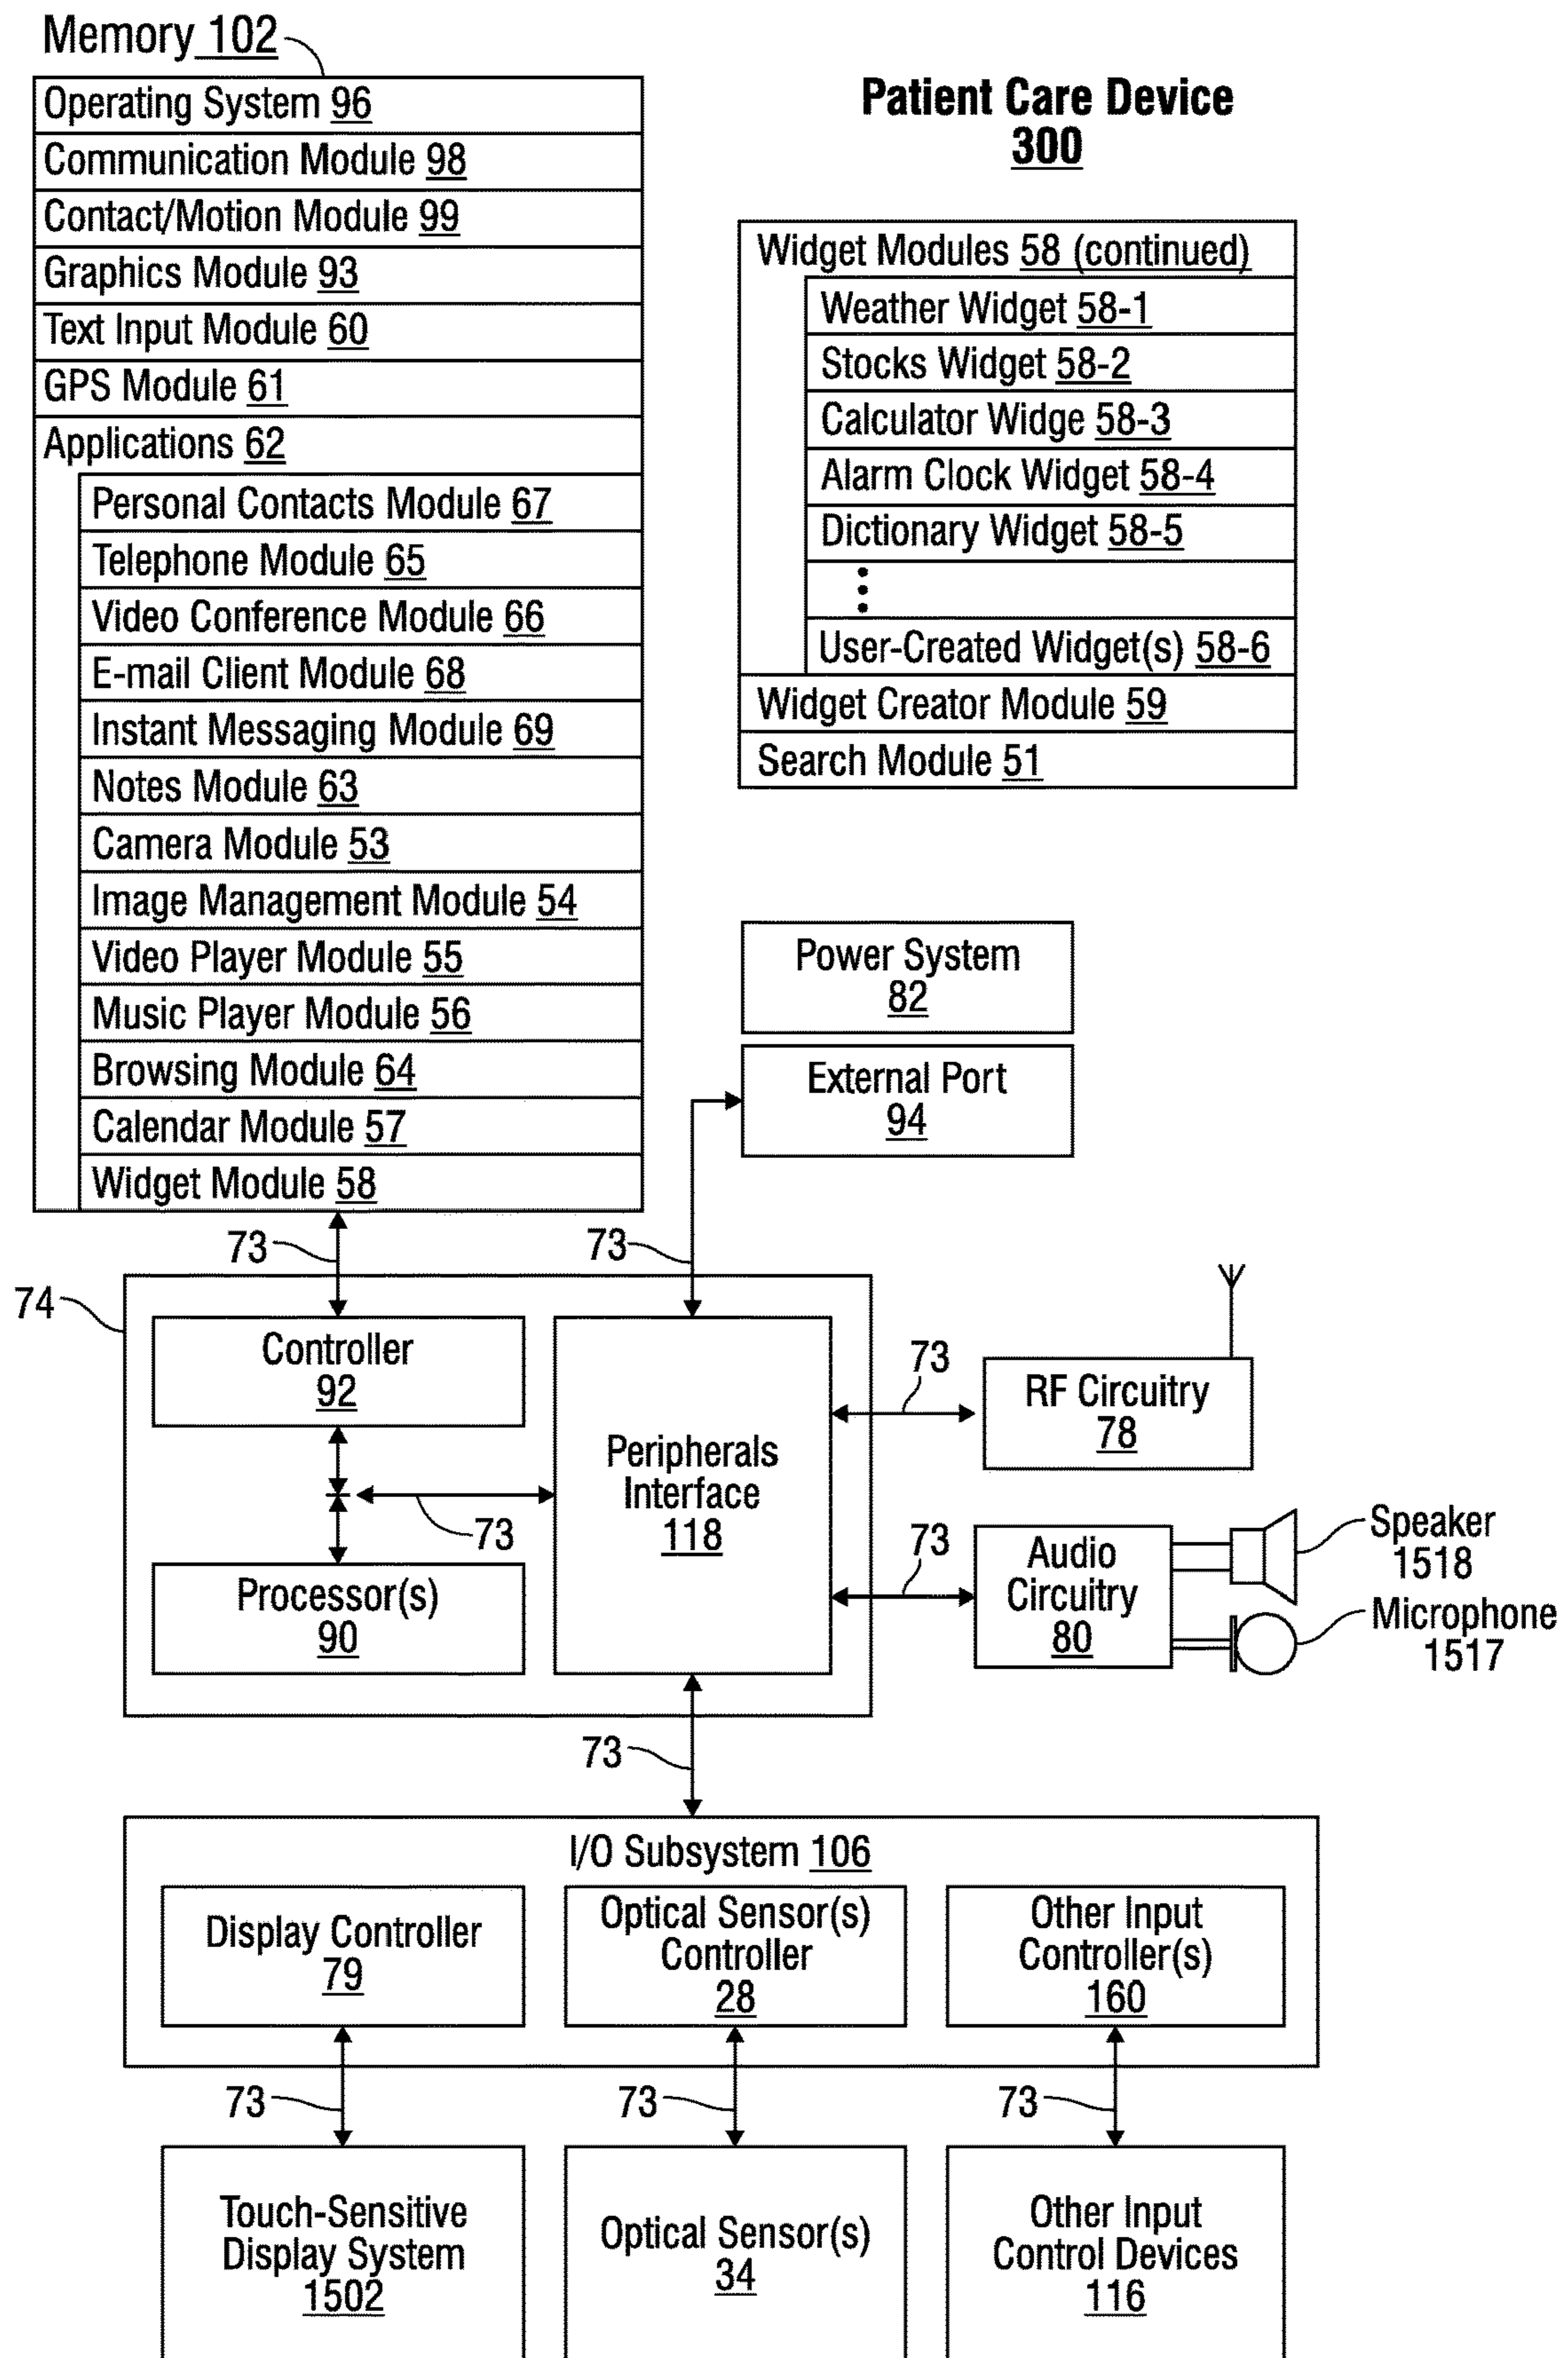 Memory 102
Operating System 96
Communication Module 98
Contact/Motion Module 99
Graphics Module 93
Text Input Module 60
GPS Module 61
Applications 62
Personal Contacts Module 67
Telephone Module 65
Video Conference Module 66
E-mail Client Module 68
Instant Messaging Module 69
Notes Module 63
Camera Module 53
Image Management Module 54
Video Player Module 55
Music Player Module 56
Browsing Module 64
Calendar Module 57
Widget Module 58
Patient Care Device
300
Widget Modules 58 (continued)
Weather Widget 58-1
Stocks Widget 58-2
Calculator Widge 58-3
Alarm Clock Widget 58-4
Dictionary Widget 58-5
User-Created Widget(s) 58-6
Widget Creator Module 59
Search Module 51
Power System
82
External Port
94
73
73
74
Controller
92
Processor(s)
90
73
Peripherals
Interface
118
73
RF Circuitry
78
73
Audio
Circuitry
80
Speaker
1518
Microphone
1517
73
I/O Subsystem 106
Display Controller
79
Optical Sensor(s)
Controller
28
Other Input
Controller(s)
160
73
73
73
Touch-Sensitive
Display System
1502
Optical Sensor(s)
34
Other Input
Control Devices
116